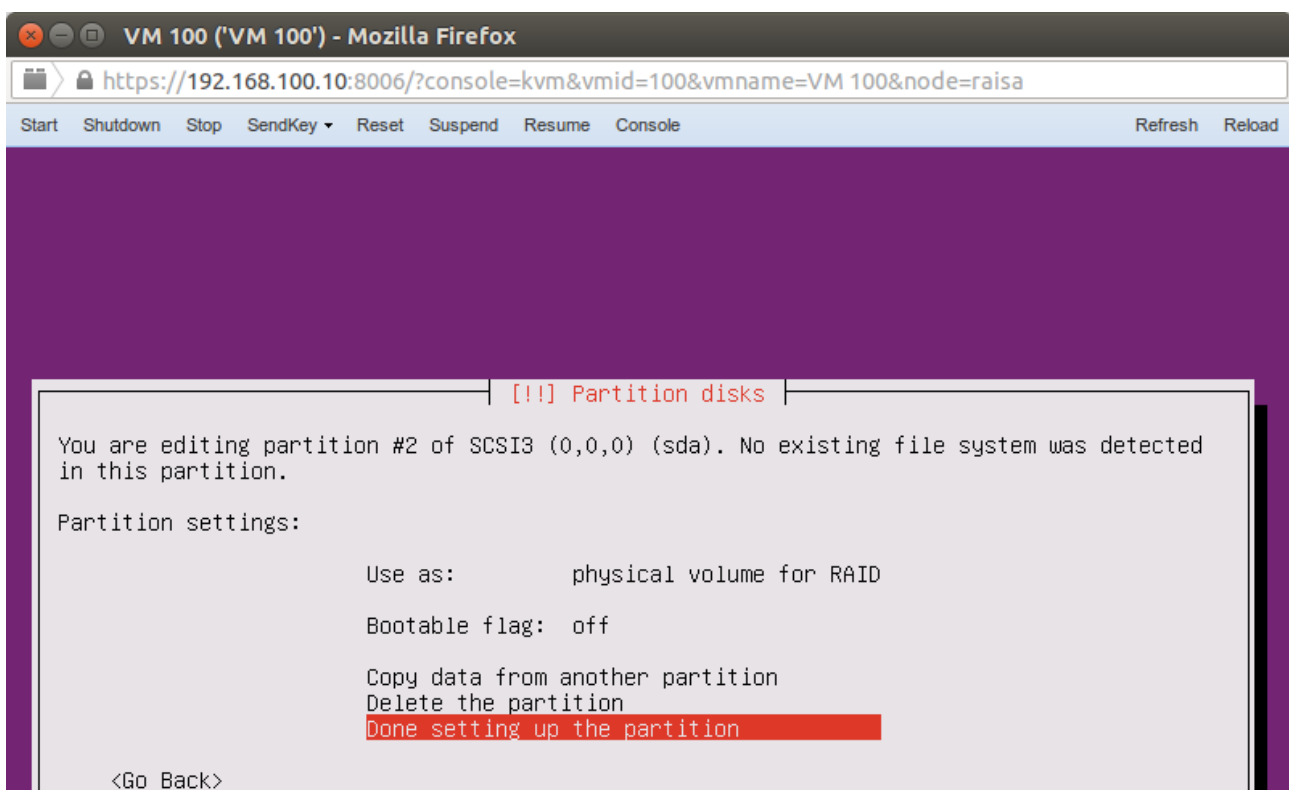 VM 100 ('VM 100') - Mozilla Firefox
https://192.168.100.10:8006/?console=kvm&vmid=100&vmname=VM 100&node=raisa
Start Shutdown Stop SendKey Reset Suspend Resume Console Refresh Reload
[!!] Partition disks
You are editing partition #2 of SCSI3 (0,0,0) (sda). No existing file system was detected
in this partition.
Partition settings:
Use as: physical volume for RAID
Bootable flag: off
Copy data from another partition
Delete the partition
Done setting up the partition
<Go Back>